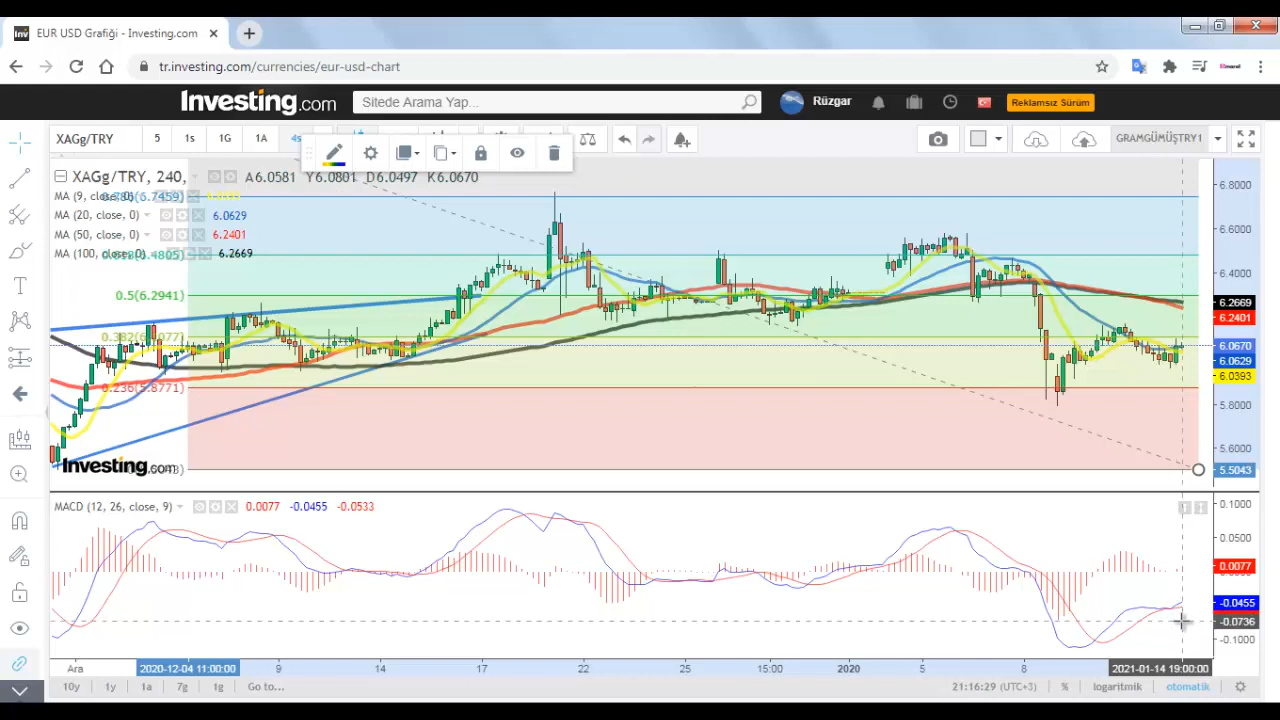 EUR USD Grafiği - Investing.com
tr.investing.com/currencies/eur-usd-chart
Investing.com
Sitede Arama Yap...
Rüzgar
Reklamsız Sürüm
XAGg/TRY 5 1s 1G 1A 4s
GRAMGÜMÜŞTRY1
XAGg/TRY, 240, A6.0581 Y6.0801 D6.0497 K6.0670
MA (9, close, 0)
0.786(6.7459)
MA (20, close, 0) 6.0629
MA (50, close, 0) 6.2401
MA (100, close, 0) 6.2669
0.5(6.2941)
0.236(5.8771)
Investing.com
6.8000
6.6000
6.4000
6.2669
6.2401
6.0670
6.0629
6.0393
5.8000
5.6000
5.5043
MACD (12, 26, close, 9) 0.0077 -0.0455 -0.0533
0.1000
0.0500
0.0077
-0.0455
-0.0736
-0.1000
Ara 2020-12-04 11:00:00 9 14 17 22 25 15:00 2020 5 8 2021-01-14 19:00:00
10y 1y 1a 7g 1g Go to... 21:16:29 (UTC+3) % logaritmik otomatik